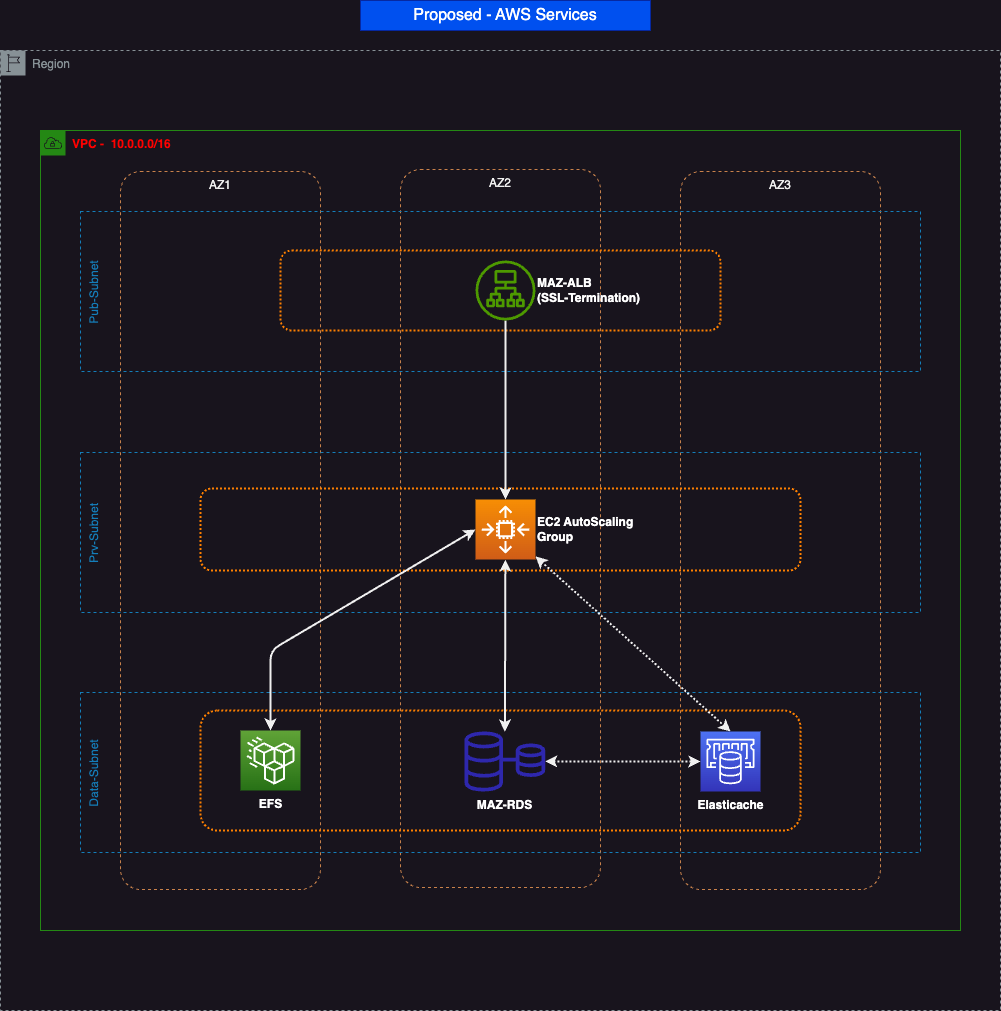 Proposed - AWS Services
Region
VPC - 10.0.0.0/16
AZ1
AZ2
AZ3
Pub-Subnet
MAZ-ALB
(SSL-Termination)
Prv-Subnet
EC2 AutoScaling
Group
Data-Subnet
EFS
MAZ-RDS
Elasticache